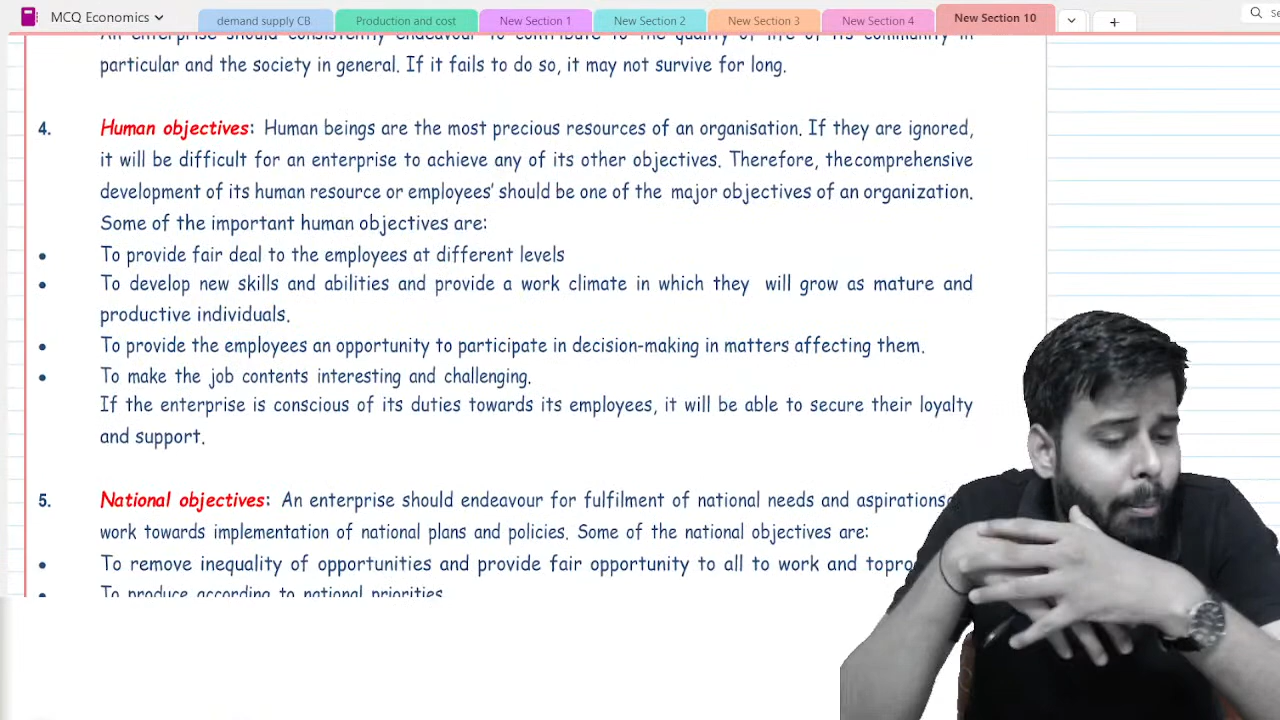 MCQ Economics
demand supply CB
Production and cost
New Section 1
New Section 2
New Section 3
New Section 4
New Section 10
An enterprise should consistently endeavour to contribute to the quality of life of its community in
particular and the society in general. If it fails to do so, it may not survive for long.
4. Human objectives: Human beings are the most precious resources of an organisation. If they are ignored,
it will be difficult for an enterprise to achieve any of its other objectives. Therefore, thecomprehensive
development of its human resource or employees' should be one of the major objectives of an organization.
Some of the important human objectives are:
• To provide fair deal to the employees at different levels
• To develop new skills and abilities and provide a work climate in which they will grow as mature and
productive individuals.
• To provide the employees an opportunity to participate in decision-making in matters affecting them.
• To make the job contents interesting and challenging.
If the enterprise is conscious of its duties towards its employees, it will be able to secure their loyalty
and support.
5. National objectives: An enterprise should endeavour for fulfilment of national needs and aspirations
work towards implementation of national plans and policies. Some of the national objectives are:
• To remove inequality of opportunities and provide fair opportunity to all to work and
• To produce according to national priorities.